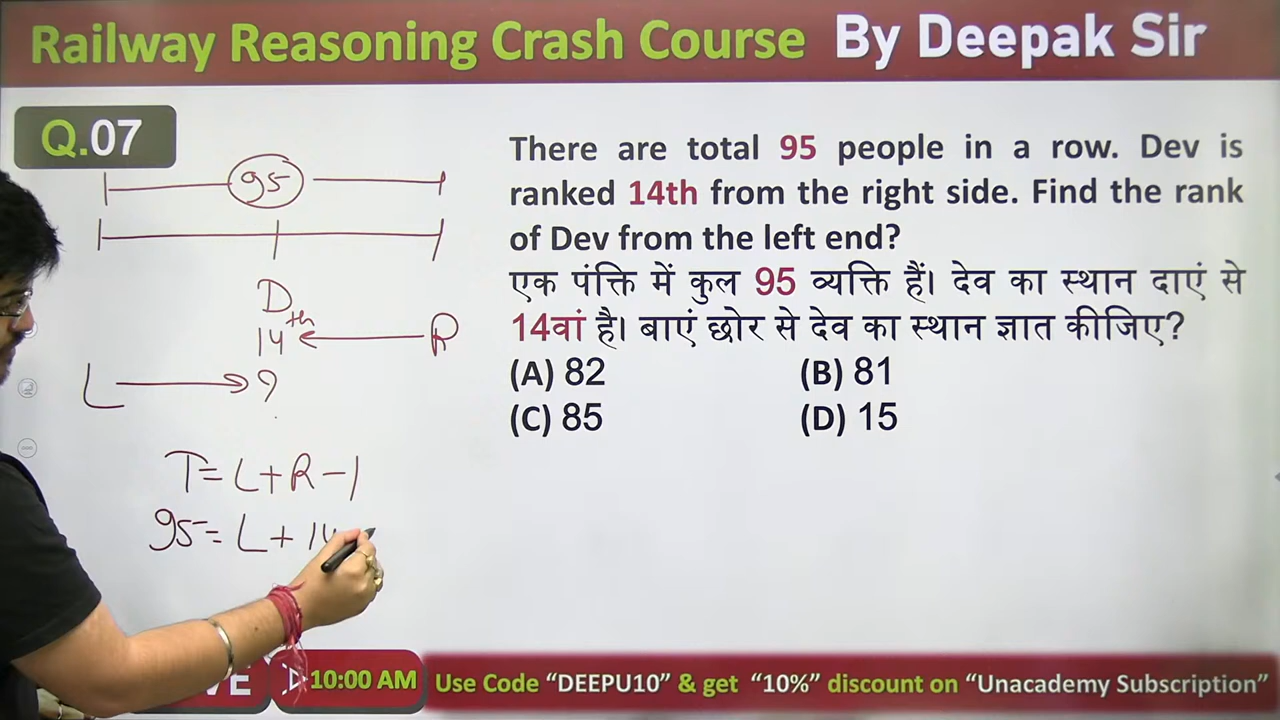 Railway Reasoning Crash Course By Deepak Sir
Q.07
95
D
14th ← R
L → ?
T=L+R-1
95=L+14
There are total 95 people in a row. Dev is
ranked 14th from the right side. Find the rank
of Dev from the left end?
एक पंक्ति में कुल 95 व्यक्ति हैं। देव का स्थान दाएं से
14वां है। बाएं छोर से देव का स्थान ज्ञात कीजिए?
(A) 82 (B) 81
(C) 85 (D) 15
VE
10:00 AM
Use Code “DEEPU10” & get “10%” discount on “Unacademy Subscription”